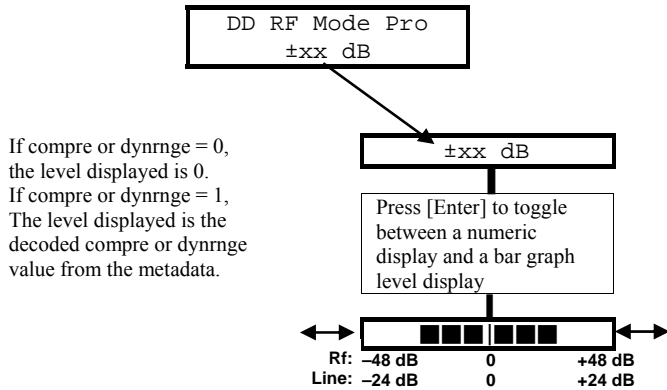 DD RF Mode Pro
±xx dB
If compre or dynrnge = 0,
the level displayed is 0.
If compre or dynrnge = 1,
The level displayed is the
decoded compre or dynrnge
value from the metadata.
±xx dB
Press [Enter] to toggle
between a numeric
display and a bar graph
level display
Rf: –48 dB 0 +48 dB
Line: –24 dB 0 +24 dB